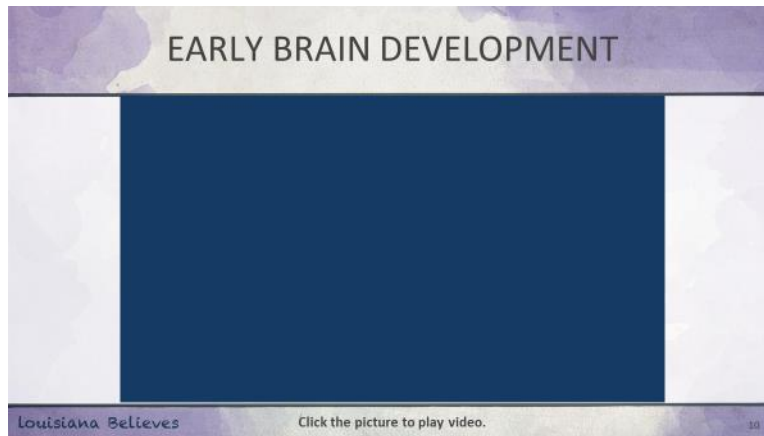 EARLY BRAIN DEVELOPMENT
Louisiana Believes
Click the picture to play video.
10